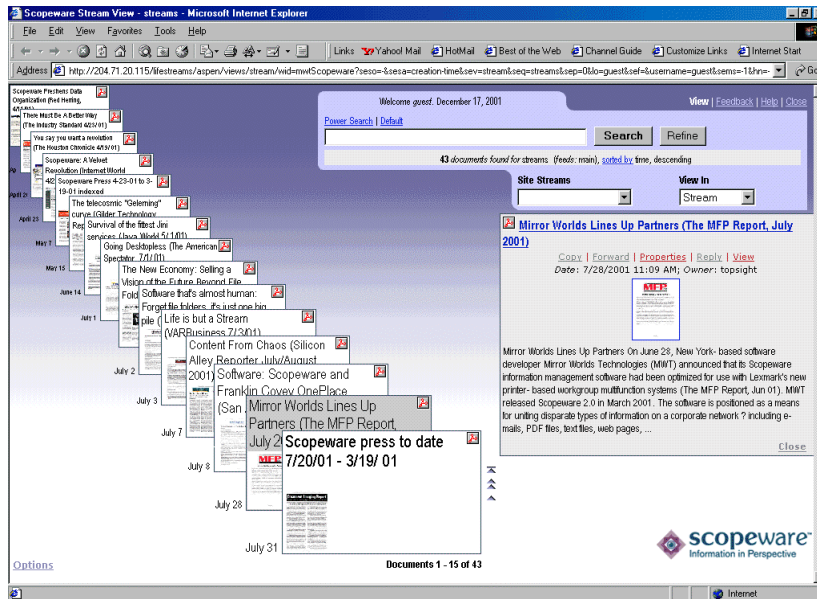 Scopeware Stream View - streams - Microsoft Internet Explorer
File Edit View Favorites Tools Help
Links Yahoo! Mail HotMail Best of the Web Channel Guide Customize Links Internet Start
Address http://204.71.20.115/lifestreams/aspen/views/stream/wid=mwtScopeware?seso=-&sesa=creation-time&sev=stream&seq=streams&sep=0&lo=guest&sef=&username=guest&sems=-1&hn=-
Welcome guest. December 17, 2001
View | Feedback | Help | Close
Power Search | Default
Search Refine
43 documents found for streams (feeds: main), sorted by time, descending
Site Streams View In
Stream
Scopeware Presents Data
Organization (Red Herring,
There Must Be A Better Way
(The Industry Standard 4/23/01)
You say you want a revolution
(The Houston Chronicle 4/19/01)
Scopeware: A Velvet
Revolution (Internet World
Scopeware Press 4-23-01 to 3-
19-01 indexed
The telecosmic "Gelerning"
curve (Gilder Technology
Survival of the fittest Jini
services (Java World 5/1/01)
Going Desktopless (The American
Spectator, 7/1/01)
The New Economy: Selling a
Vision of the Future Beyond File
Software that's almost human:
Forget file folders, it's just one big
pile
Life is but a Stream
(VARBusiness 7/3/01)
Content From Chaos (Silicon
Alley Reporter July/August
2001)
Software: Scopeware and
Franklin Covey OnePlace
(San
Mirror Worlds Lines Up
Partners (The MFP Report,
July 2
Scopeware press to date
7/20/01 - 3/19/ 01
April 23
May 7
May 15
June 14
July 1
July 2
July 3
July 7
July 8
July 28
July 31
Mirror Worlds Lines Up Partners (The MFP Report, July
2001)
Copy | Forward | Properties | Reply | View
Date: 7/28/2001 11:09 AM; Owner: topsight
MFP
Mirror Worlds Lines Up Partners On June 28, New York- based software
developer Mirror Worlds Technologies (MWT) announced that its Scopeware
information management software had been optimized for use with Lexmark's new
printer- based workgroup multifunction systems (The MFP Report, Jun 01). MWT
released Scopeware 2.0 in March 2001. The software is positioned as a means
for uniting disparate types of information on a corporate network ? including e-
mails, PDF files, text files, web pages, ...
Close
scopeware
Information in Perspective
Options
Documents 1 - 15 of 43
Internet